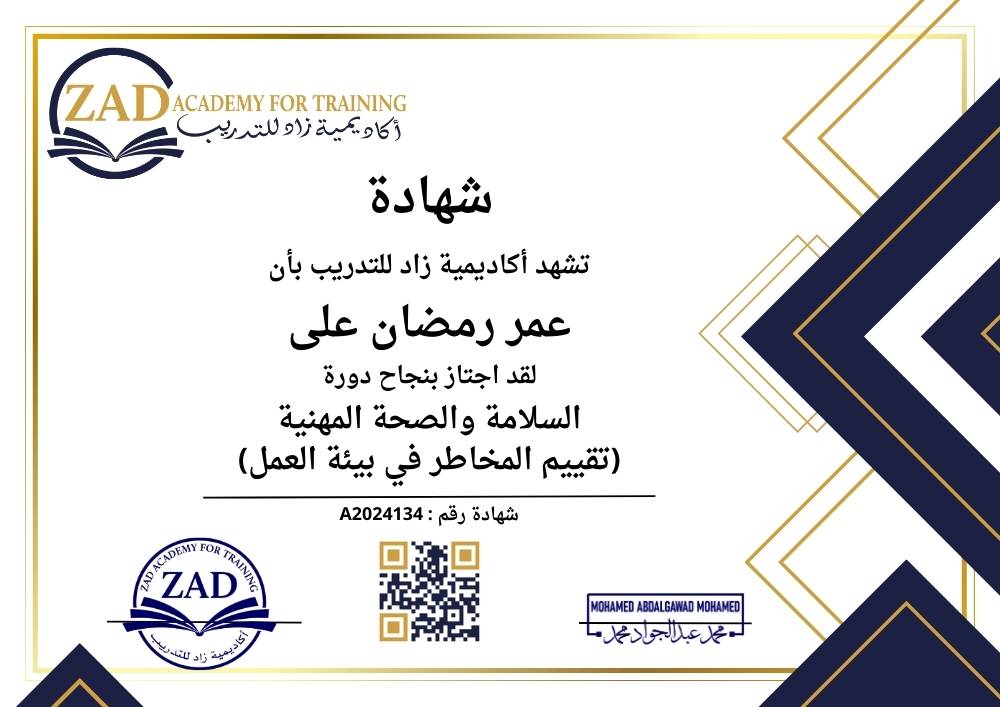 ZAD ACADEMY FOR TRAINING
أكاديمية زاد للتدريب
شهادة
تشهد أكاديمية زاد للتدريب بأن
عمر رمضان على
لقد اجتاز بنجاح دورة
السلامة والصحة المهنية
(تقييم المخاطر في بيئة العمل)
شهادة رقم : A2024134
ZAD ACADEMY FOR TRAINING
ZAD
أكاديمية زاد للتدريب
MOHAMED ABDALGAWAD MOHAMED
محمد عبدالجواد محمد